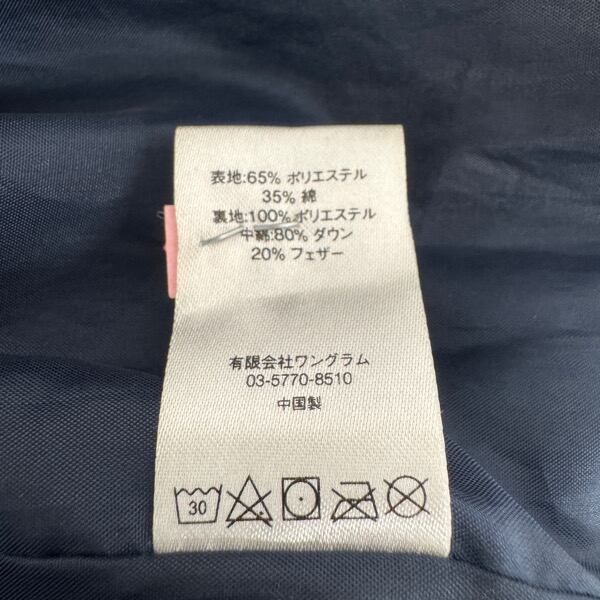 表地:65% ポリエステル
35% 綿
裏地:100% ポリエステル
中綿:80% ダウン
20% フェザー
有限会社ワングラム
03-5770-8510
中国製
30